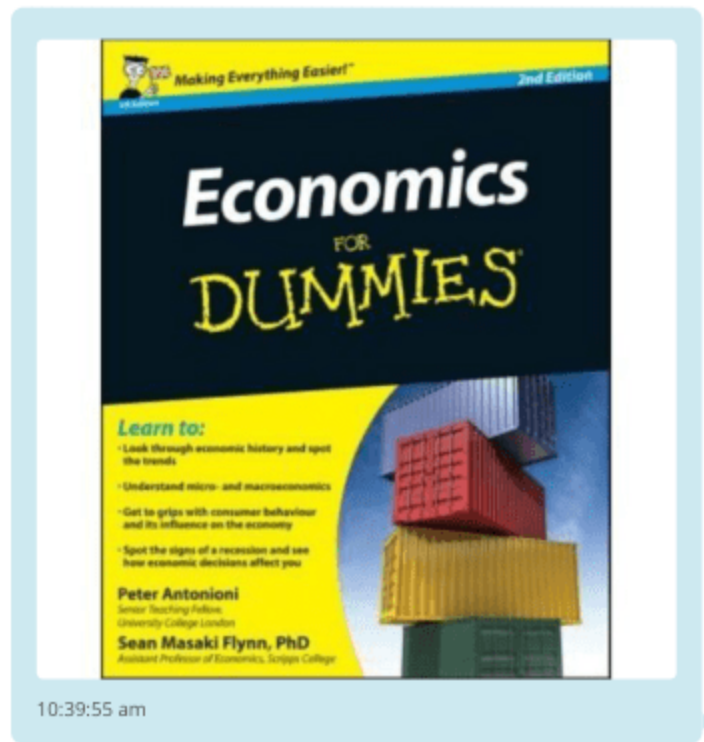 Making Everything Easier!™
UK Edition
2nd Edition
Economics
FOR
DUMMIES®
Learn to:
• Look through economic history and spot
the trends
• Understand micro- and macroeconomics
• Get to grips with consumer behaviour
and its influence on the economy
• Spot the signs of a recession and see
how economic decisions affect you
Peter Antonioni
Senior Teaching Fellow,
University College London
Sean Masaki Flynn, PhD
Assistant Professor of Economics, Scripps College
10:39:55 am